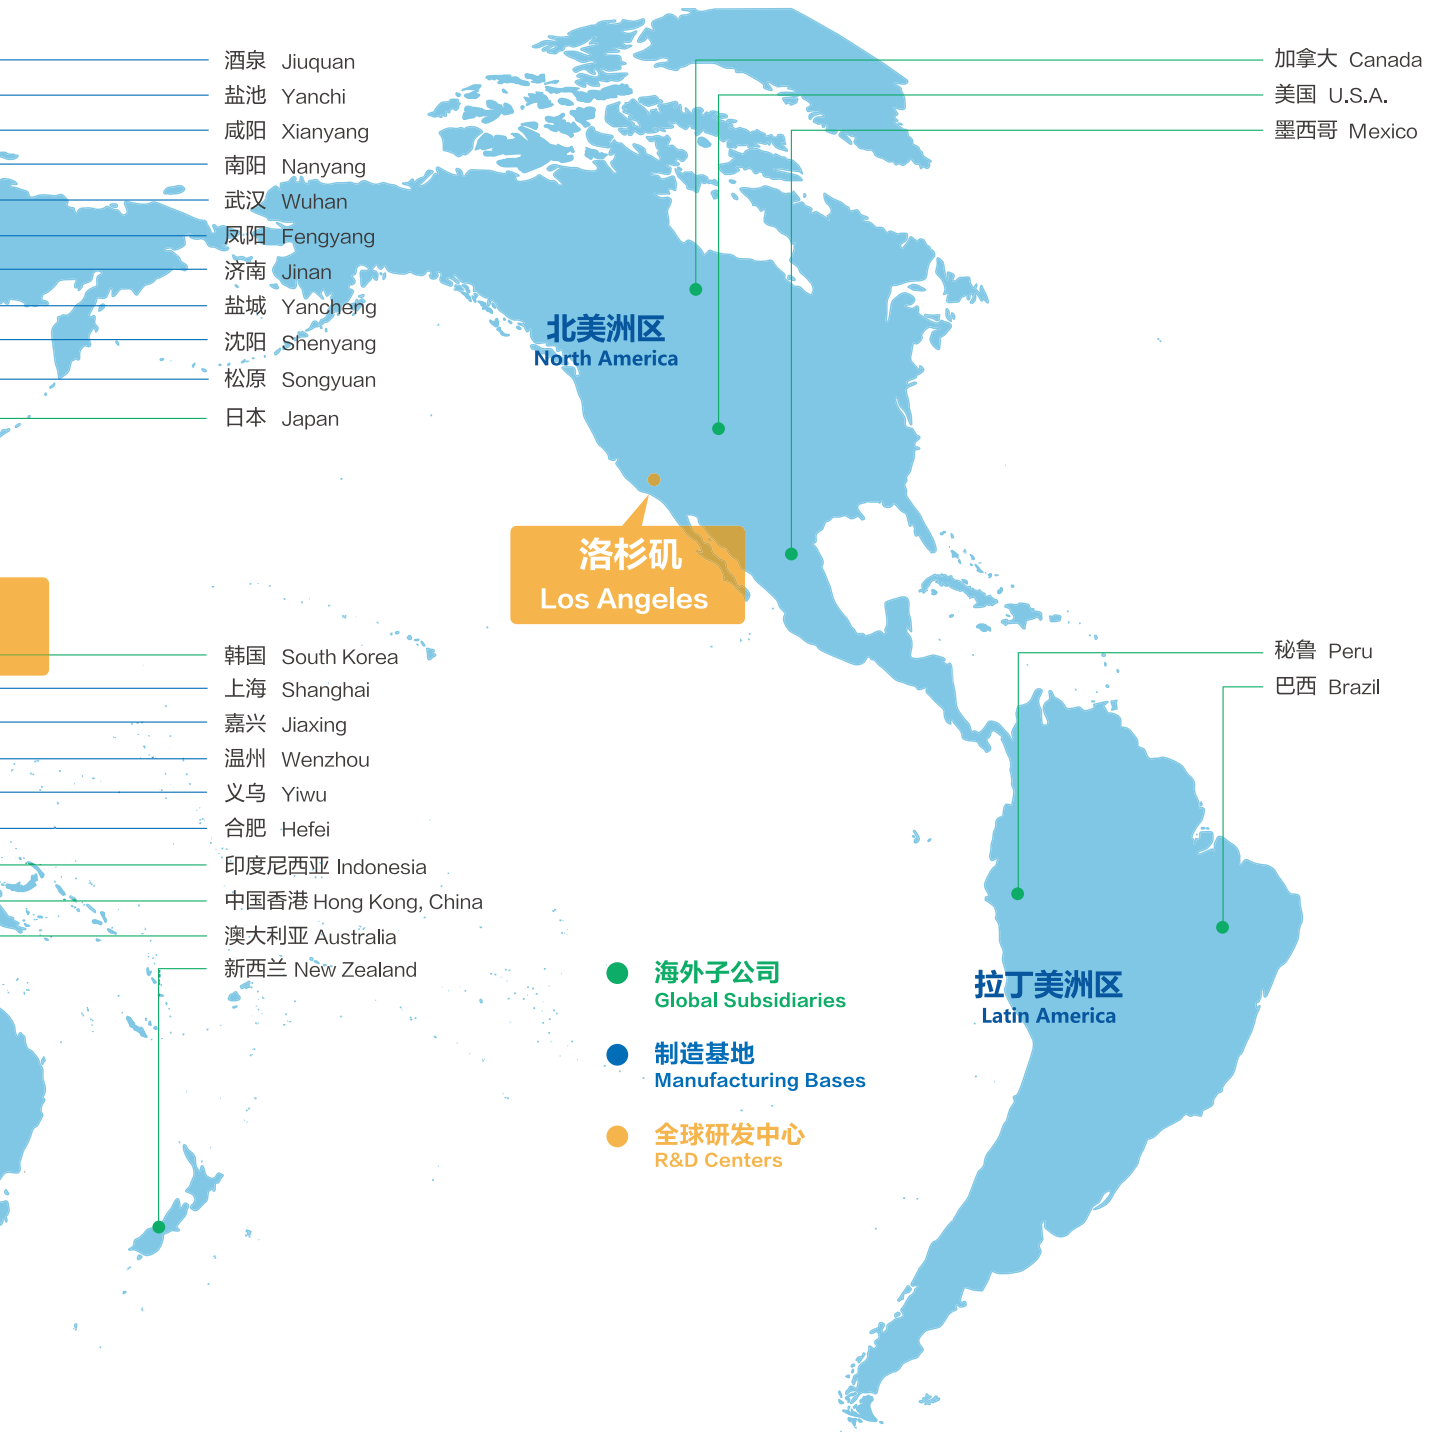 酒泉 Jiuquan
盐池 Yanchi
咸阳 Xianyang
南阳 Nanyang
武汉 Wuhan
凤阳 Fengyang
济南 Jinan
盐城 Yancheng
沈阳 Shenyang
松原 Songyuan
日本 Japan
加拿大 Canada
美国 U.S.A.
墨西哥 Mexico
北美洲区
North America
洛杉矶
Los Angeles
韩国 South Korea
上海 Shanghai
嘉兴 Jiaxing
温州 Wenzhou
义乌 Yiwu
合肥 Hefei
印度尼西亚 Indonesia
中国香港 Hong Kong, China
澳大利亚 Australia
新西兰 New Zealand
秘鲁 Peru
巴西 Brazil
拉丁美洲区
Latin America
海外子公司
Global Subsidiaries
制造基地
Manufacturing Bases
全球研发中心
R&D Centers